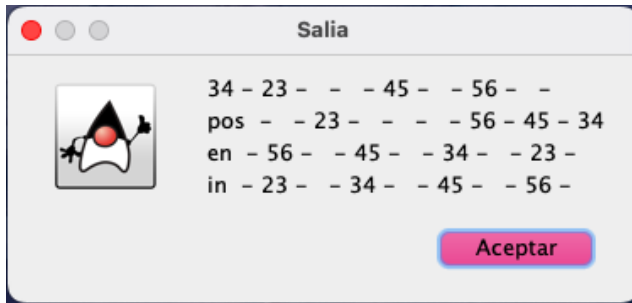 Salia
34 – 23 –   –   – 45 –   – 56 –   –
pos  –   – 23 –   –   –   – 56 – 45 – 34
en  – 56 –   – 45 –   – 34 –   – 23 –
in  – 23 –   – 34 –   – 45 –   – 56 –
Aceptar